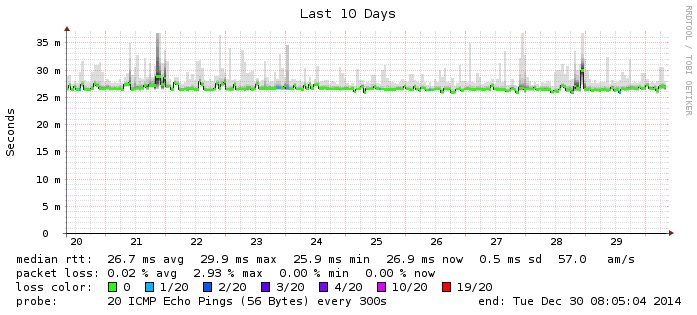 Last 10 Days
RRDTOOL / TOBI OETIKER
Seconds
35 m
30 m
25 m
20 m
15 m
10 m
5 m
0
20 21 22 23 24 25 26 27 28 29
median rtt: 26.7 ms avg 29.9 ms max 25.9 ms min 26.9 ms now 0.5 ms sd 57.0 am/s
packet loss: 0.02 % avg 2.93 % max 0.00 % min 0.00 % now
loss color: 0 1/20 2/20 3/20 4/20 10/20 19/20
probe: 20 ICMP Echo Pings (56 Bytes) every 300s end: Tue Dec 30 08:05:04 2014